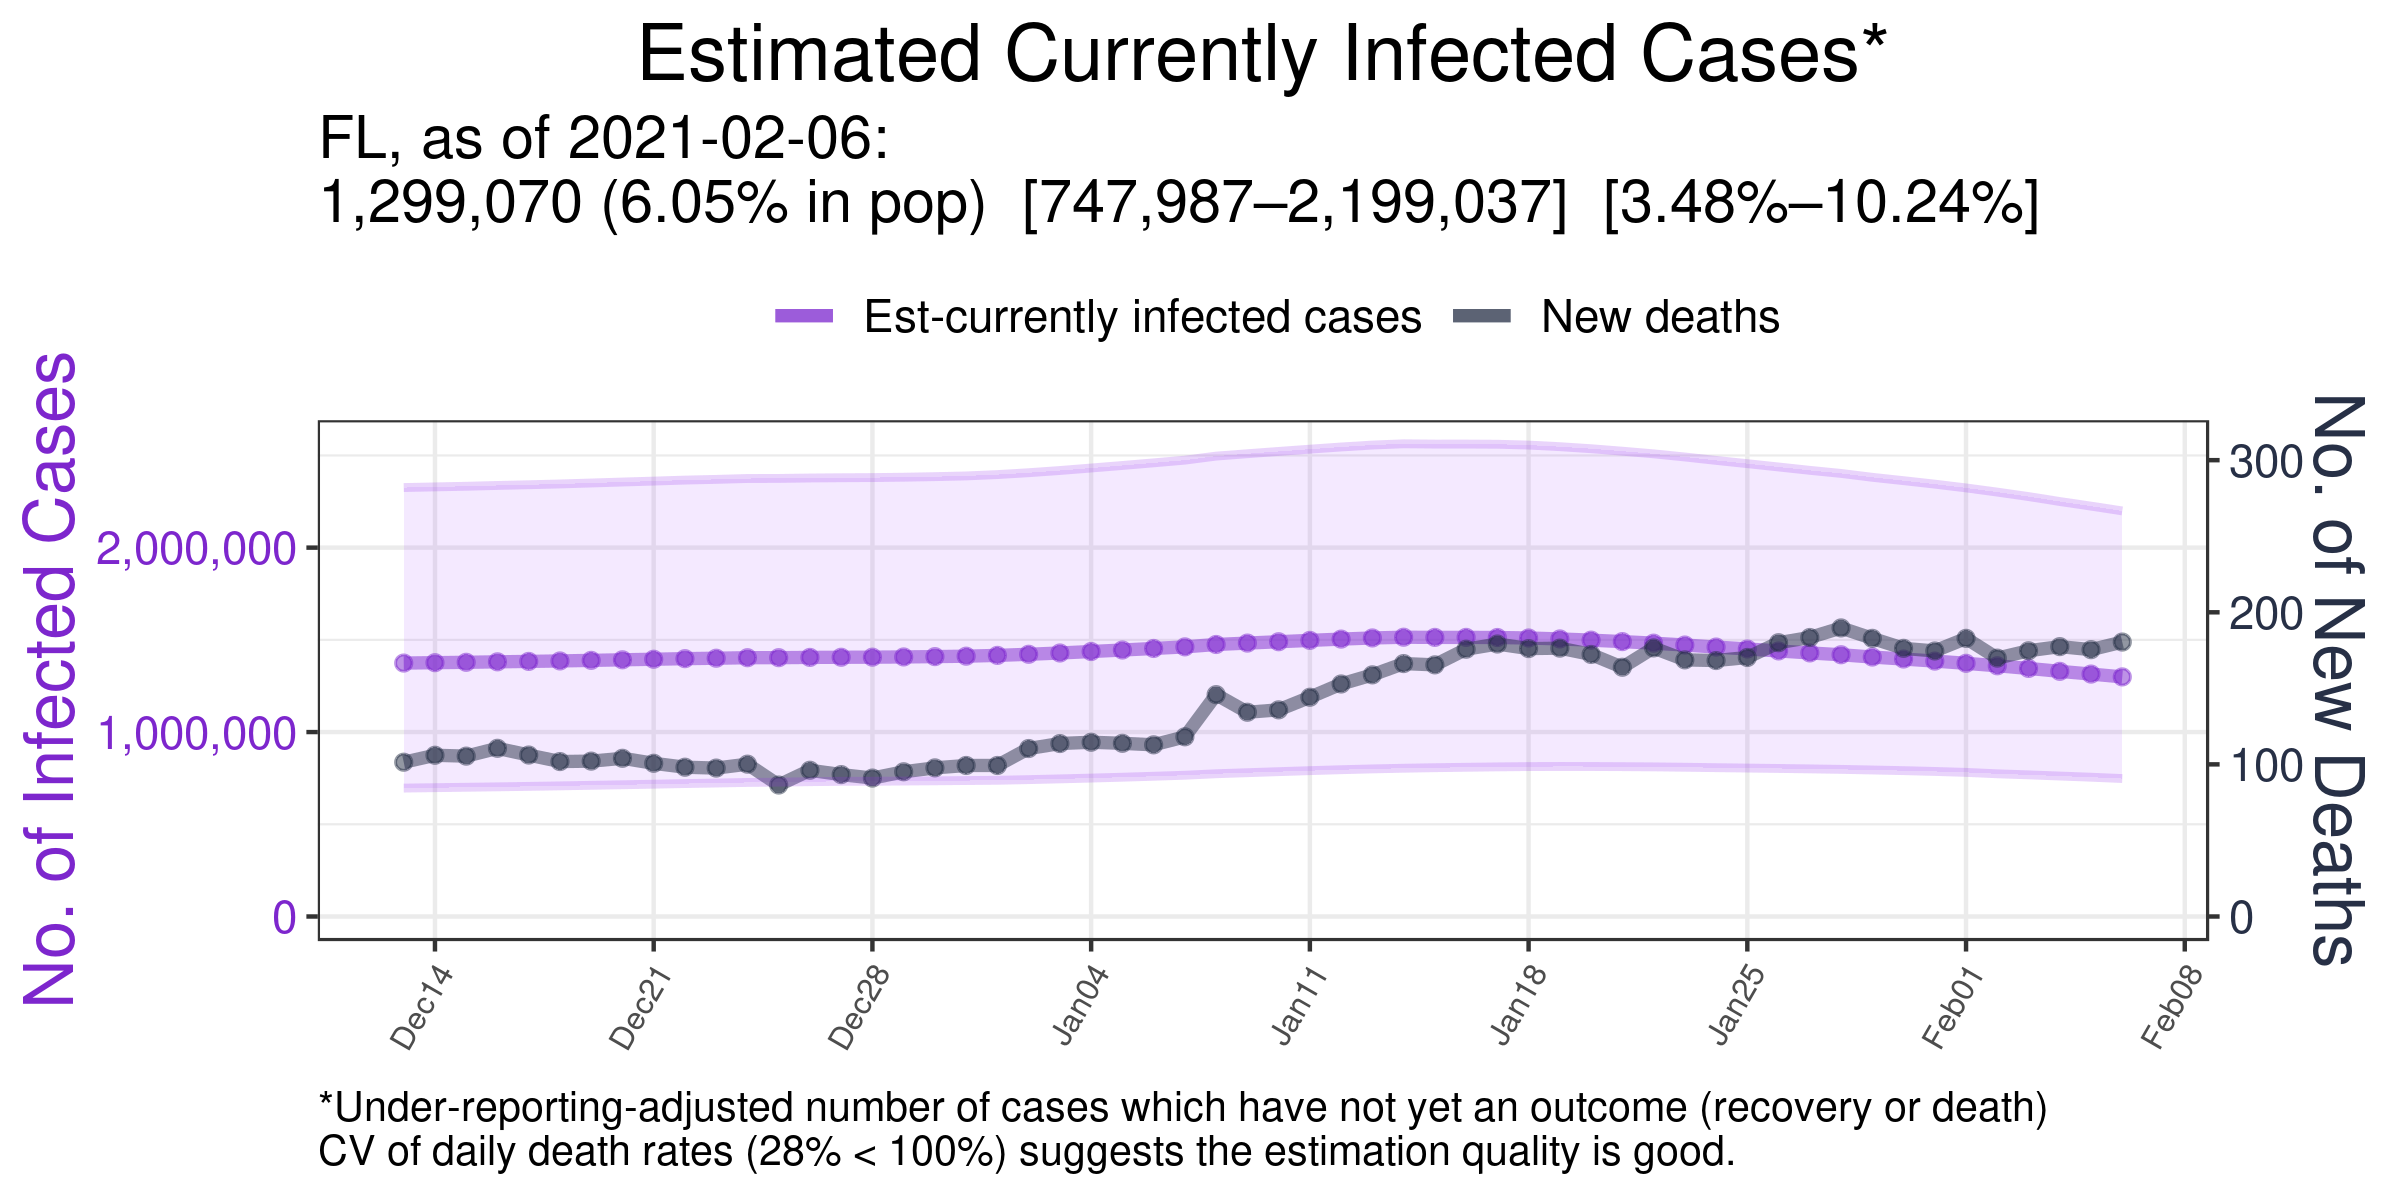 Estimated Currently Infected Cases*
FL, as of 2021-02-06:
1,299,070 (6.05% in pop)  [747,987–2,199,037]  [3.48%–10.24%]
Est-currently infected cases
New deaths
No. of Infected Cases
2,000,000
1,000,000
0
300
200
100
0
No. of New Deaths
Dec14
Dec21
Dec28
Jan04
Jan11
Jan18
Jan25
Feb01
Feb08
*Under-reporting-adjusted number of cases which have not yet an outcome (recovery or death)
CV of daily death rates (28% < 100%) suggests the estimation quality is good.